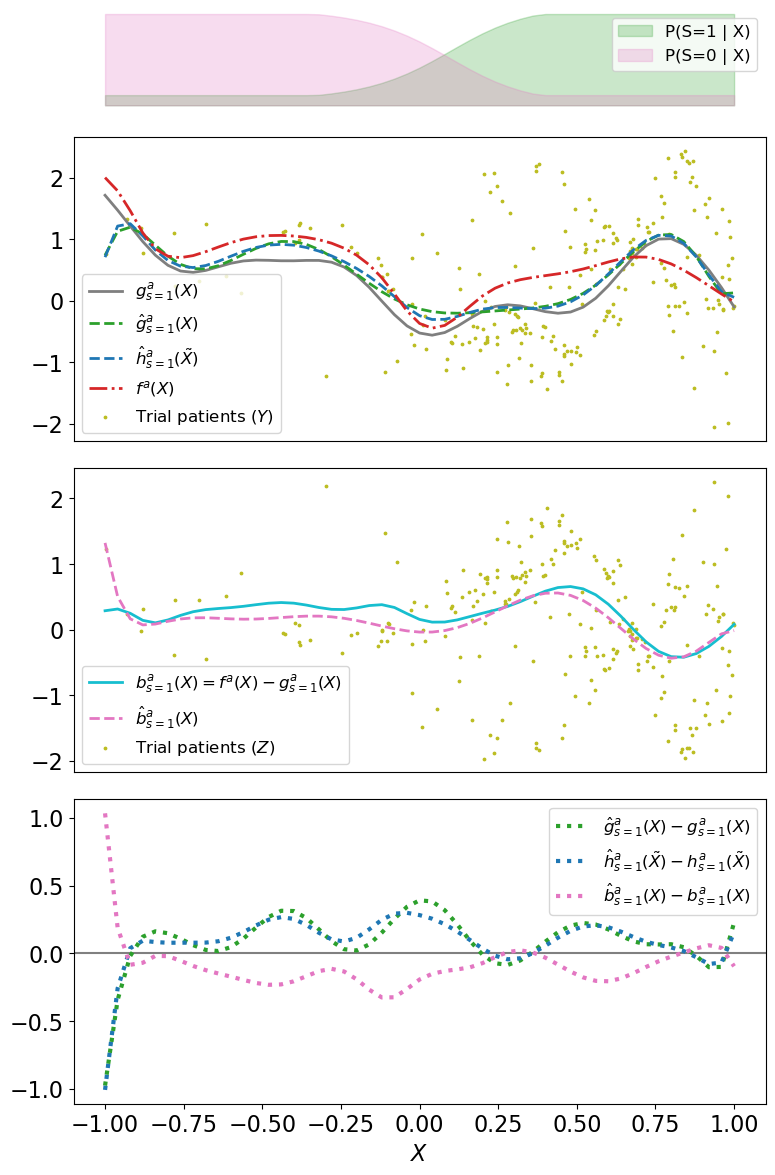 P(S=1 | X)
P(S=0 | X)
2
1
0
−1
−2
g^a_{s=1}(X)
ĝ^a_{s=1}(X)
ĥ^a_{s=1}(X̃)
f^a(X)
Trial patients (Y)
2
1
0
−1
−2
b^a_{s=1}(X) = f^a(X) − g^a_{s=1}(X)
b̂^a_{s=1}(X)
Trial patients (Z)
1.0
0.5
0.0
−0.5
−1.0
ĝ^a_{s=1}(X) − g^a_{s=1}(X)
ĥ^a_{s=1}(X̃) − h^a_{s=1}(X̃)
b̂^a_{s=1}(X) − b^a_{s=1}(X)
−1.00 −0.75 −0.50 −0.25 0.00 0.25 0.50 0.75 1.00
X